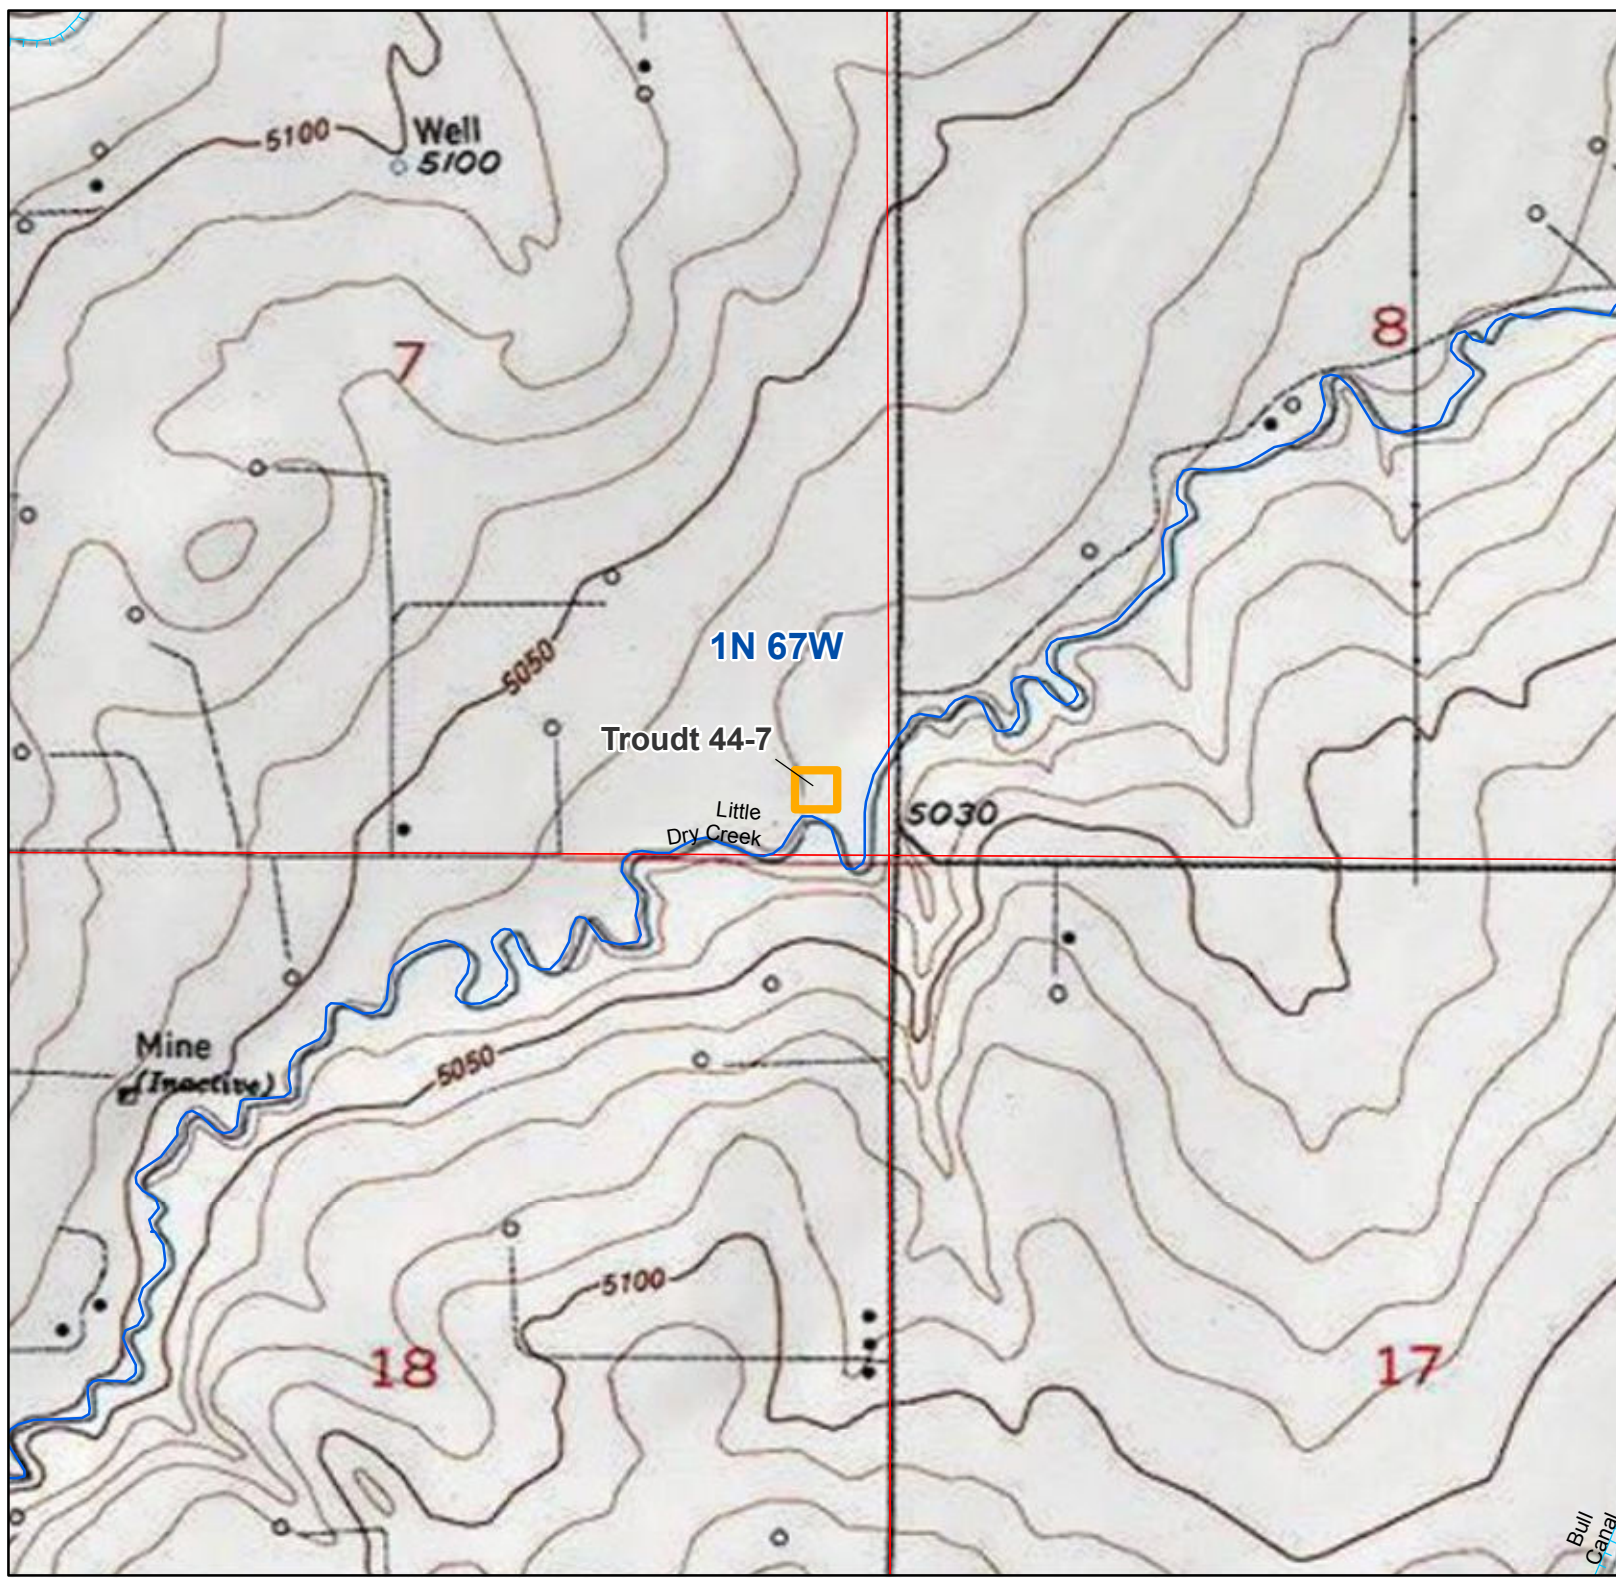 5100
Well
5100
8
7
1N 67W
5050
Troudt 44-7
Little
Dry Creek
5030
Mine
(Inactive)
5050
5100
18
17
Bull
Canal